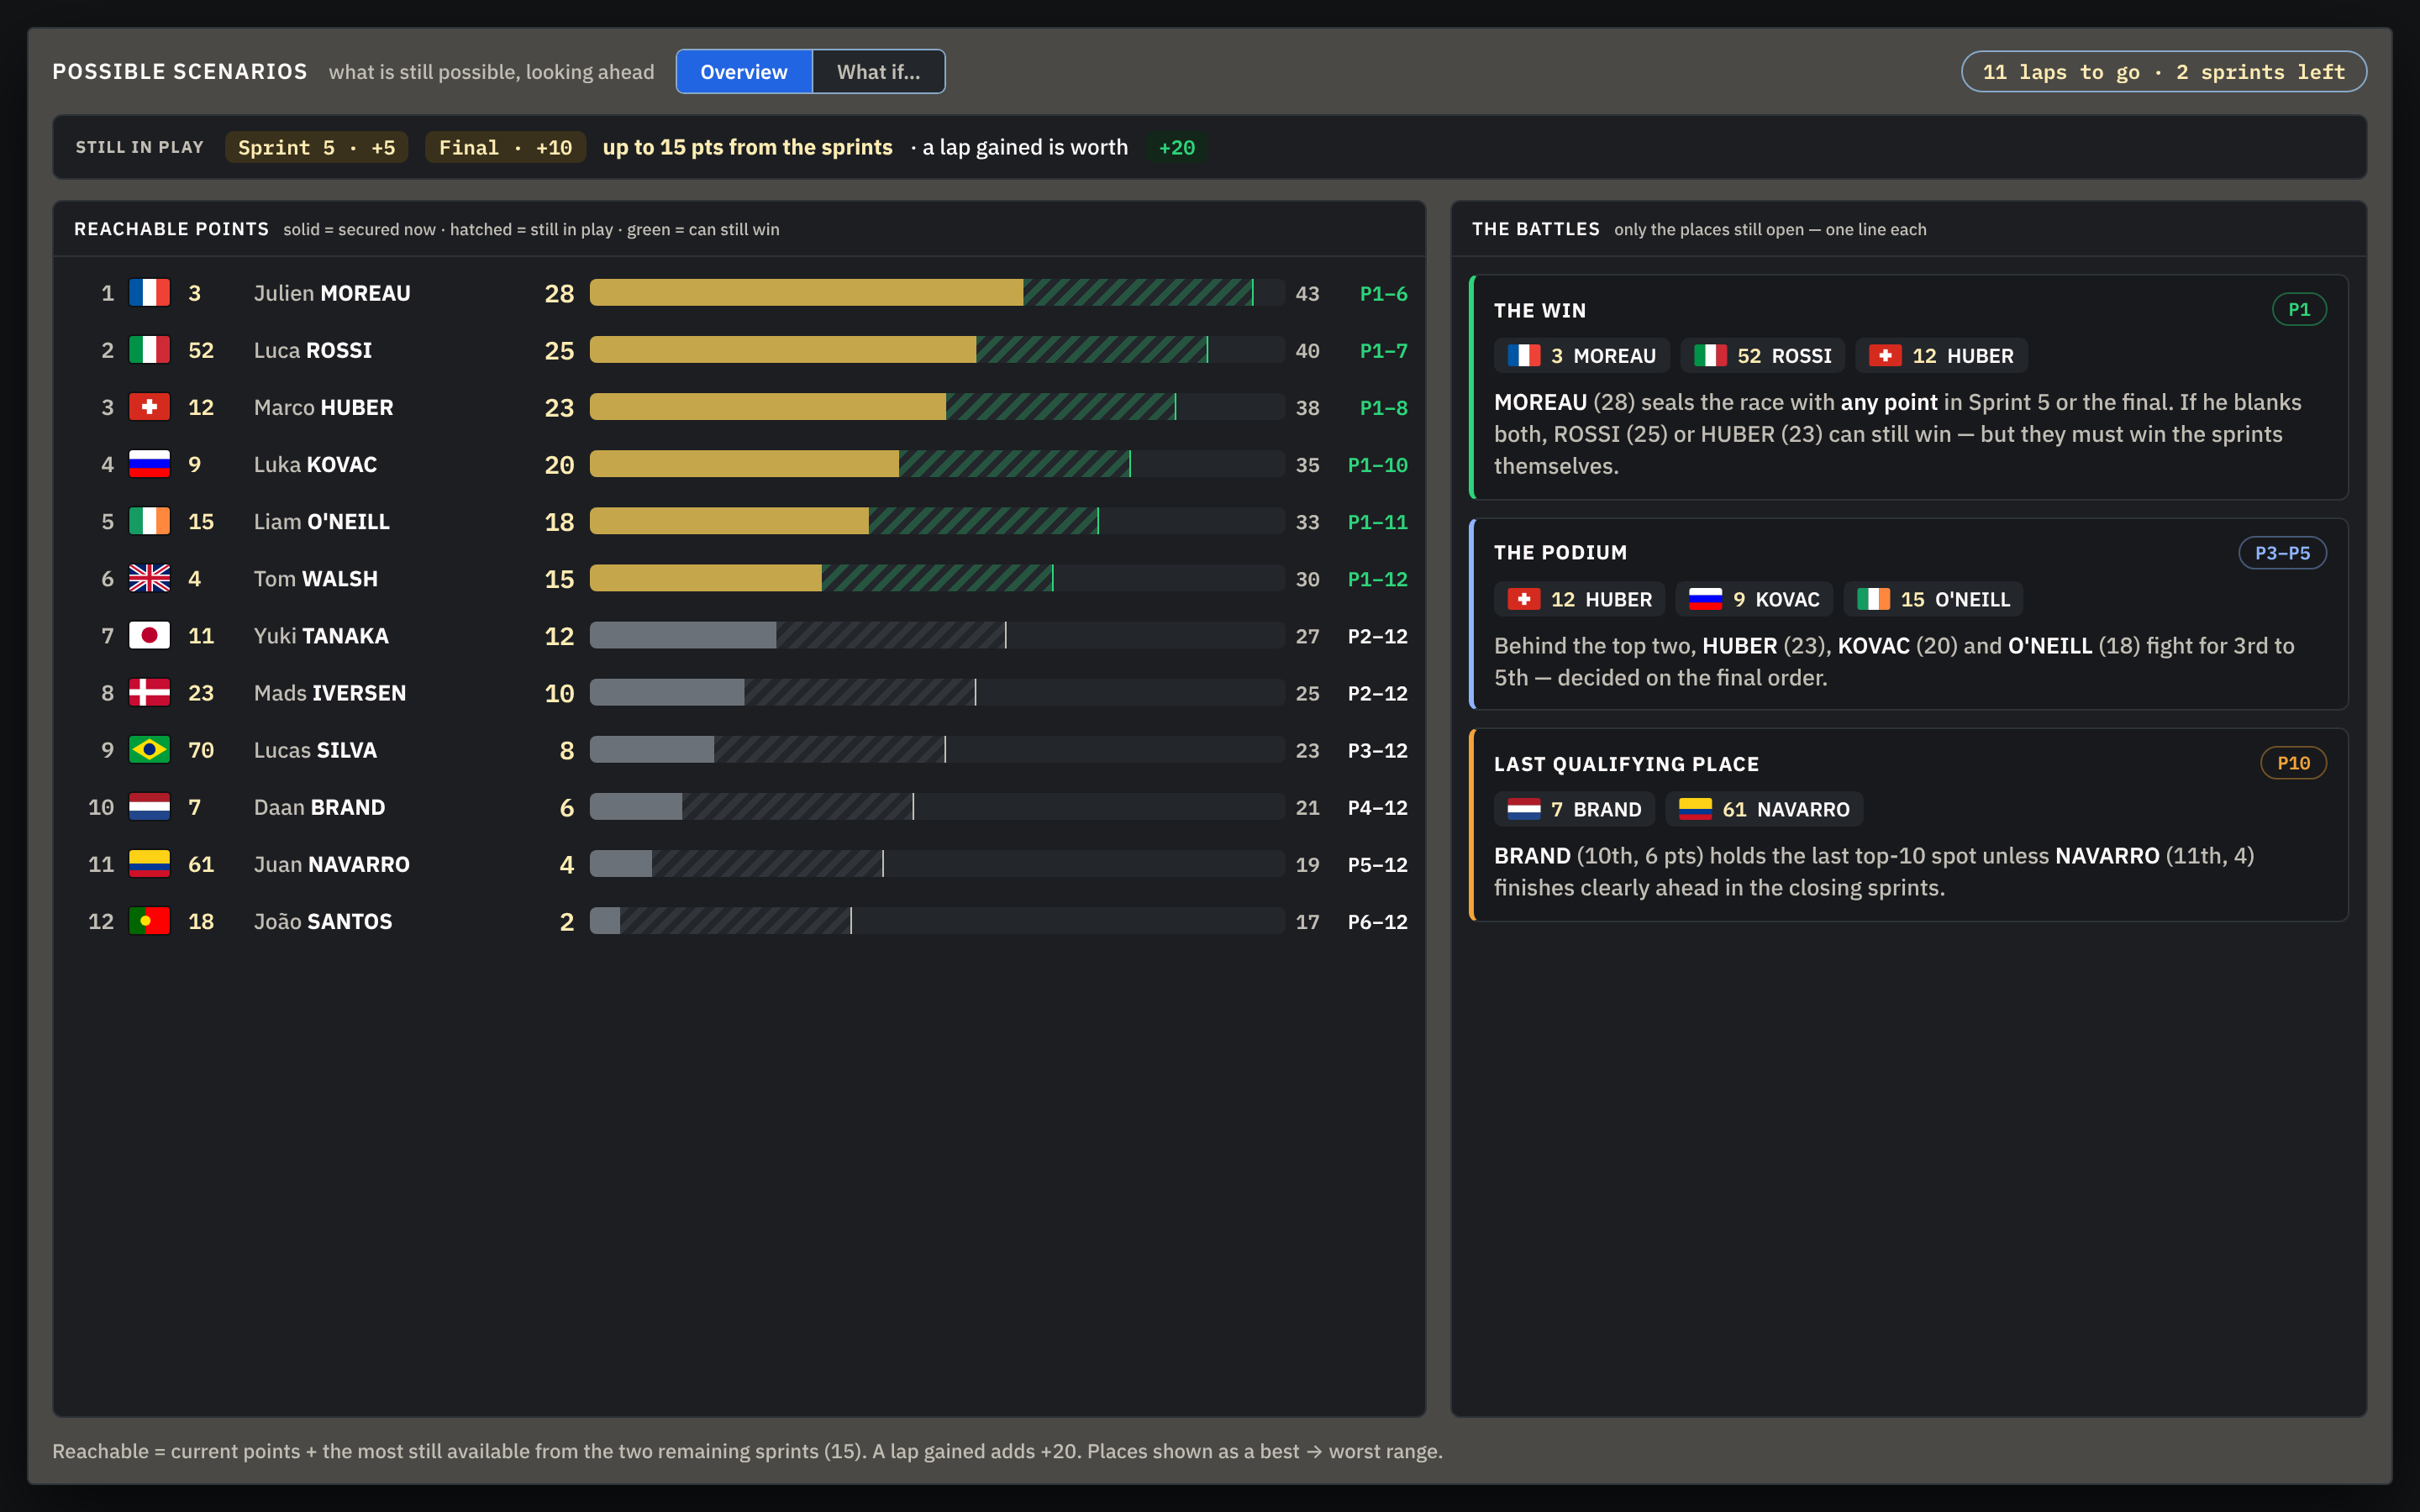 POSSIBLE SCENARIOS what is still possible, looking ahead Overview What if... 11 laps to go · 2 sprints left
STILL IN PLAY Sprint 5 · +5 Final · +10 up to 15 pts from the sprints · a lap gained is worth +20
REACHABLE POINTS solid = secured now · hatched = still in play · green = can still win
1 3 Julien MOREAU 28 43 P1–6
2 52 Luca ROSSI 25 40 P1–7
3 12 Marco HUBER 23 38 P1–8
4 9 Luka KOVAC 20 35 P1–10
5 15 Liam O'NEILL 18 33 P1–11
6 4 Tom WALSH 15 30 P1–12
7 11 Yuki TANAKA 12 27 P2–12
8 23 Mads IVERSEN 10 25 P2–12
9 70 Lucas SILVA 8 23 P3–12
10 7 Daan BRAND 6 21 P4–12
11 61 Juan NAVARRO 4 19 P5–12
12 18 João SANTOS 2 17 P6–12
THE BATTLES only the places still open — one line each
THE WIN P1
3 MOREAU 52 ROSSI 12 HUBER
MOREAU (28) seals the race with any point in Sprint 5 or the final. If he blanks
both, ROSSI (25) or HUBER (23) can still win — but they must win the sprints
themselves.
THE PODIUM P3–P5
12 HUBER 9 KOVAC 15 O'NEILL
Behind the top two, HUBER (23), KOVAC (20) and O'NEILL (18) fight for 3rd to
5th — decided on the final order.
LAST QUALIFYING PLACE P10
7 BRAND 61 NAVARRO
BRAND (10th, 6 pts) holds the last top-10 spot unless NAVARRO (11th, 4)
finishes clearly ahead in the closing sprints.
Reachable = current points + the most still available from the two remaining sprints (15). A lap gained adds +20. Places shown as a best → worst range.